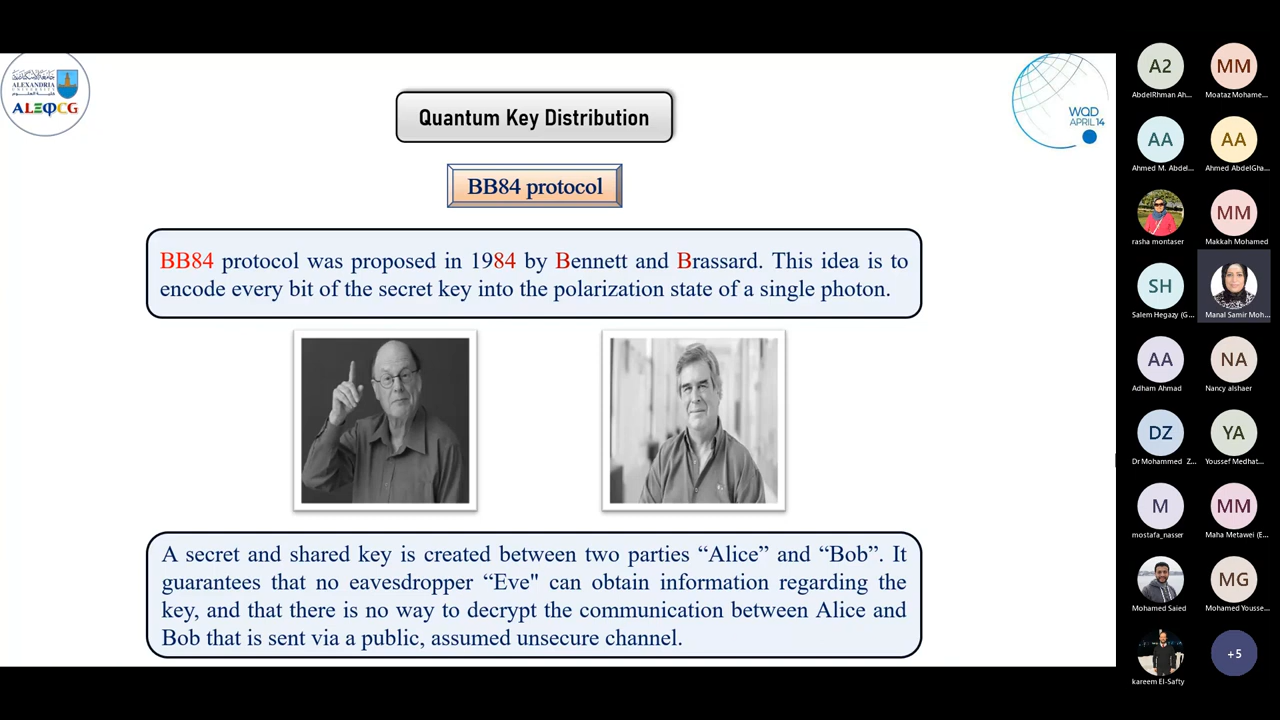 ALEXANDRIA
UNIVERSITY
ALEΦCG
WQD
APRIL 14
Quantum Key Distribution
BB84 protocol
BB84 protocol was proposed in 1984 by Bennett and Brassard. This idea is to
encode every bit of the secret key into the polarization state of a single photon.
A secret and shared key is created between two parties “Alice” and “Bob”. It
guarantees that no eavesdropper “Eve" can obtain information regarding the
key, and that there is no way to decrypt the communication between Alice and
Bob that is sent via a public, assumed unsecure channel.
A2
AbdelRhman Ah...
MM
Moataz Mohame...
AA
Ahmed M. Abdel...
AA
Ahmed AbdelGha...
rasha montaser
MM
Makkah Mohamed
SH
Salem Hegazy (G...
Manal Samir Moh...
AA
Adham Ahmad
NA
Nancy alshaer
DZ
Dr Mohammed Z...
YA
Youssef Medhat...
M
mostafa_nasser
MM
Maha Metawei (E...
Mohamed Saied
MG
Mohamed Yousse...
kareem El-Safty
+5